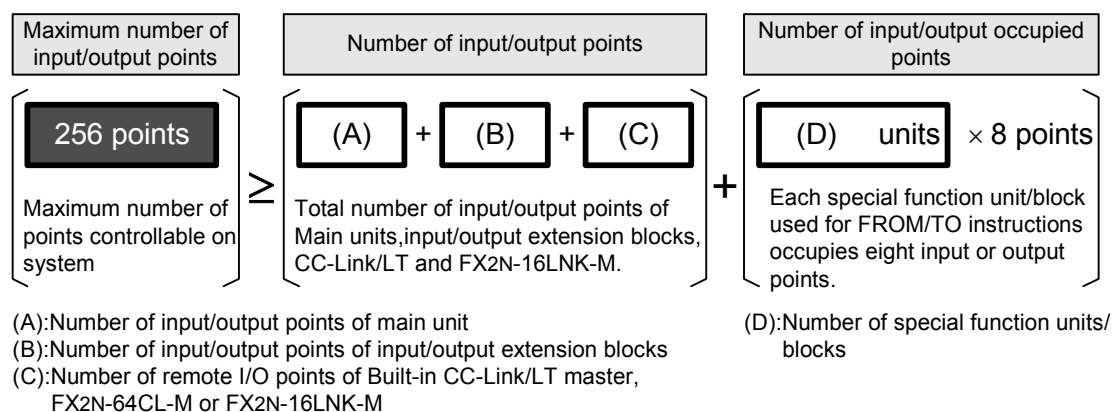 Maximum number of
input/output points
Number of input/output points
Number of input/output occupied
points
256 points
≥
(A) + (B) + (C)
+
(D) units × 8 points
Maximum number of
points controllable on
system
Total number of input/output points of
Main units,input/output extension blocks,
CC-Link/LT and FX2N-16LNK-M.
Each special function unit/block
used for FROM/TO instructions
occupies eight input or output
points.
(A):Number of input/output points of main unit
(B):Number of input/output points of input/output extension blocks
(C):Number of remote I/O points of Built-in CC-Link/LT master,
FX2N-64CL-M or FX2N-16LNK-M
(D):Number of special function units/
blocks